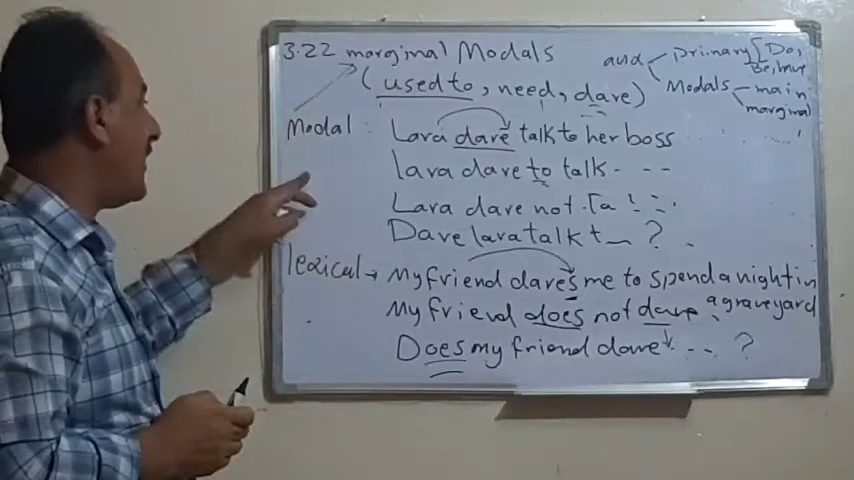 3.22 marginal Modals
(used to, need, dare)
aux
Primary { Do,
Be, have
Modals - main
marginal
Modal : Lara dare talk to her boss
Lara dare to talk - - -
Lara dare not Ta
Dare lara talk t ?
lexical → My friend dares me to spend a night in
a graveyard
My friend does not dare
Does my friend dare ... ?